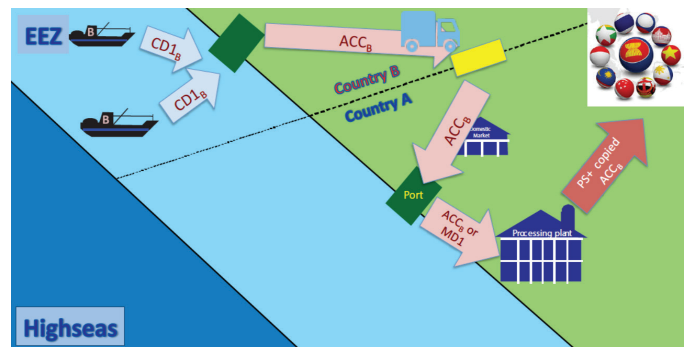 EEZ
B
CD1B
CD1B
B
ACCB
Country B
Country A
ACCB
Domestic
Market
Port
ACCB or
MD1
Processing plant
PS+ copied
ACCB
Highseas